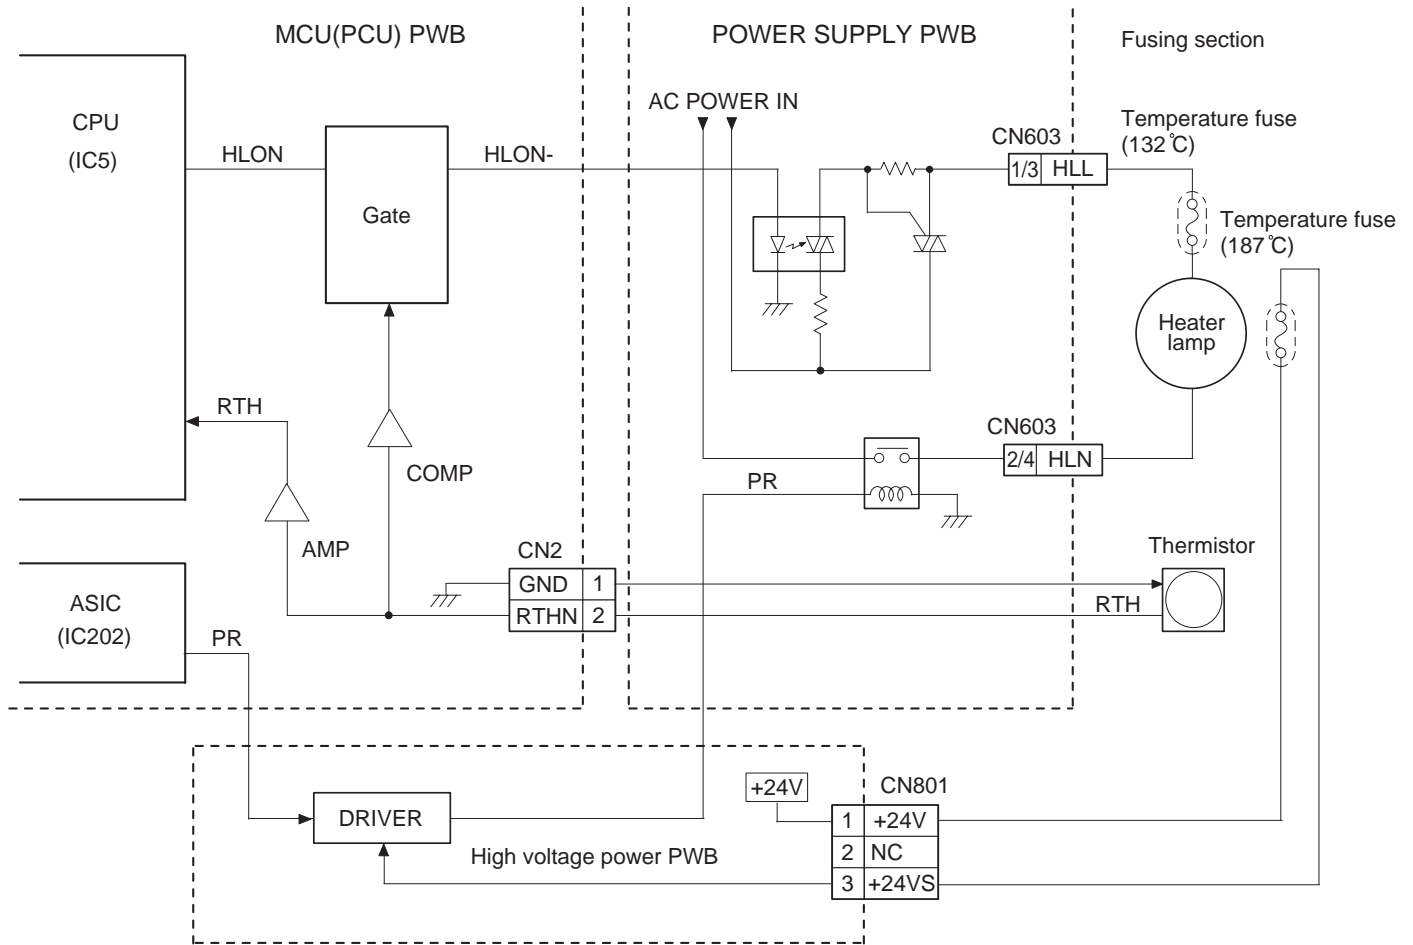 MCU(PCU) PWB
POWER SUPPLY PWB
Fusing section
AC POWER IN
CPU
(IC5)
HLON
Gate
HLON-
CN603
1/3 HLL
Temperature fuse
(132°C)
Temperature fuse
(187°C)
Heater
lamp
RTH
COMP
AMP
CN603
2/4 HLN
PR
CN2
GND 1
RTHN 2
Thermistor
RTH
ASIC
(IC202)
PR
DRIVER
High voltage power PWB
+24V
CN801
1 +24V
2 NC
3 +24VS